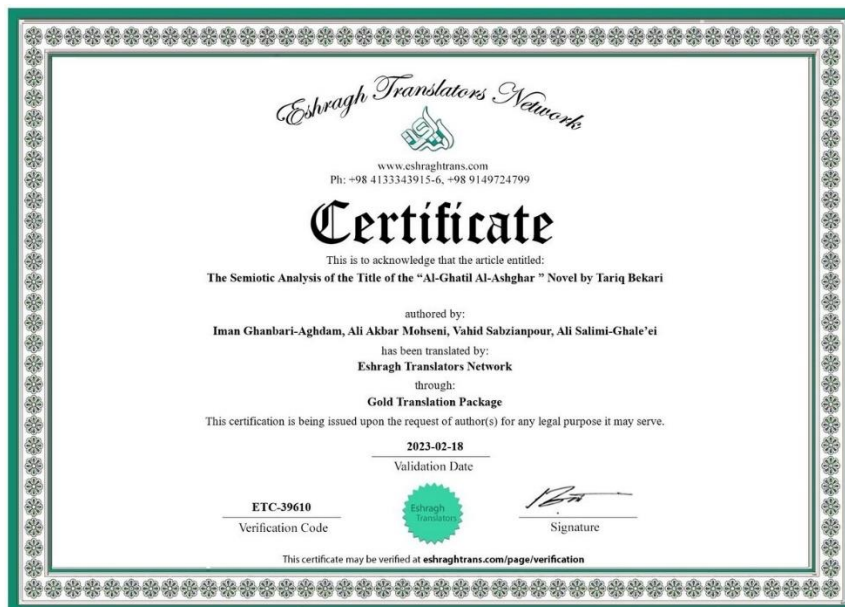 Eshragh Translators Network
www.eshraghtrans.com
Ph: +98 4133343915-6, +98 9149724799
Certificate
This is to acknowledge that the article entitled:
The Semiotic Analysis of the Title of the “Al-Ghatil Al-Ashghar ” Novel by Tariq Bekari
authored by:
Iman Ghanbari-Aghdam, Ali Akbar Mohseni, Vahid Sabzianpour, Ali Salimi-Ghale’ei
has been translated by:
Eshragh Translators Network
through:
Gold Translation Package
This certification is being issued upon the request of author(s) for any legal purpose it may serve.
2023-02-18
Validation Date
ETC-39610
Verification Code
Eshragh
Translators
Signature
This certificate may be verified at eshraghtrans.com/page/verification